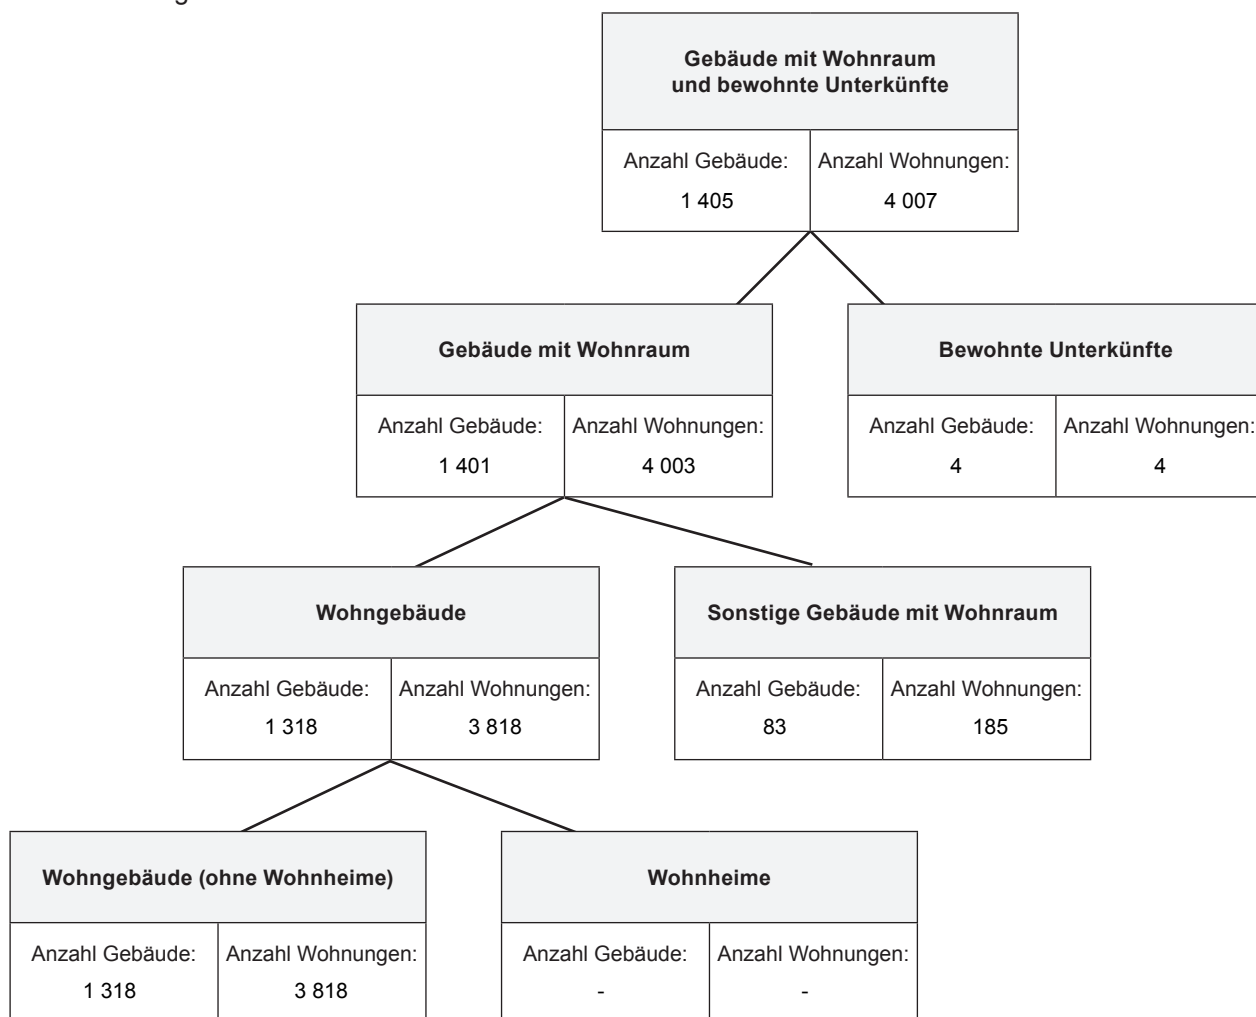 Gebäude mit Wohnraum
und bewohnte Unterkünfte
Anzahl Gebäude:
1 405
Anzahl Wohnungen:
4 007
Gebäude mit Wohnraum
Anzahl Gebäude:
1 401
Anzahl Wohnungen:
4 003
Bewohnte Unterkünfte
Anzahl Gebäude:
4
Anzahl Wohnungen:
4
Wohngebäude
Anzahl Gebäude:
1 318
Anzahl Wohnungen:
3 818
Sonstige Gebäude mit Wohnraum
Anzahl Gebäude:
83
Anzahl Wohnungen:
185
Wohngebäude (ohne Wohnheime)
Anzahl Gebäude:
1 318
Anzahl Wohnungen:
3 818
Wohnheime
Anzahl Gebäude:
-
Anzahl Wohnungen:
-